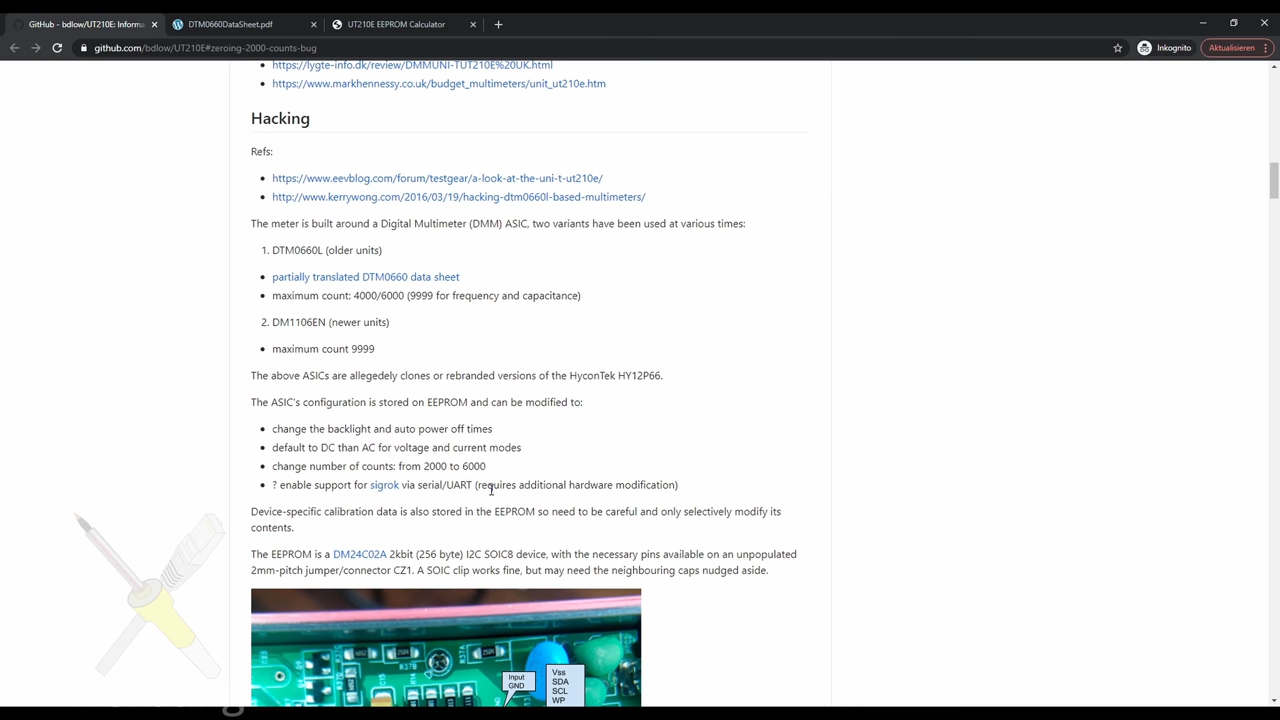 GitHub - bdlow/UT210E: Informa
DTM0660DataSheet.pdf
UT210E EEPROM Calculator
github.com/bdlow/UT210E#zeroing-2000-counts-bug
Inkognito
Aktualisieren
https://lygte-info.dk/review/DMMUNI-TUT210E%20UK.html
https://www.markhennessy.co.uk/budget_multimeters/unit_ut210e.htm
Hacking
Refs:
https://www.eevblog.com/forum/testgear/a-look-at-the-uni-t-ut210e/
http://www.kerrywong.com/2016/03/19/hacking-dtm0660l-based-multimeters/
The meter is built around a Digital Multimeter (DMM) ASIC, two variants have been used at various times:
1. DTM0660L (older units)
partially translated DTM0660 data sheet
maximum count: 4000/6000 (9999 for frequency and capacitance)
2. DM1106EN (newer units)
maximum count 9999
The above ASICs are allegedely clones or rebranded versions of the HyconTek HY12P66.
The ASIC's configuration is stored on EEPROM and can be modified to:
change the backlight and auto power off times
default to DC than AC for voltage and current modes
change number of counts: from 2000 to 6000
? enable support for sigrok via serial/UART (requires additional hardware modification)
Device-specific calibration data is also stored in the EEPROM so need to be careful and only selectively modify its
contents.
The EEPROM is a DM24C02A 2kbit (256 byte) I2C SOIC8 device, with the necessary pins available on an unpopulated
2mm-pitch jumper/connector CZ1. A SOIC clip works fine, but may need the neighbouring caps nudged aside.
R37B
R37A
R14
C15
Input
GND
Vss
SDA
SCL
WP